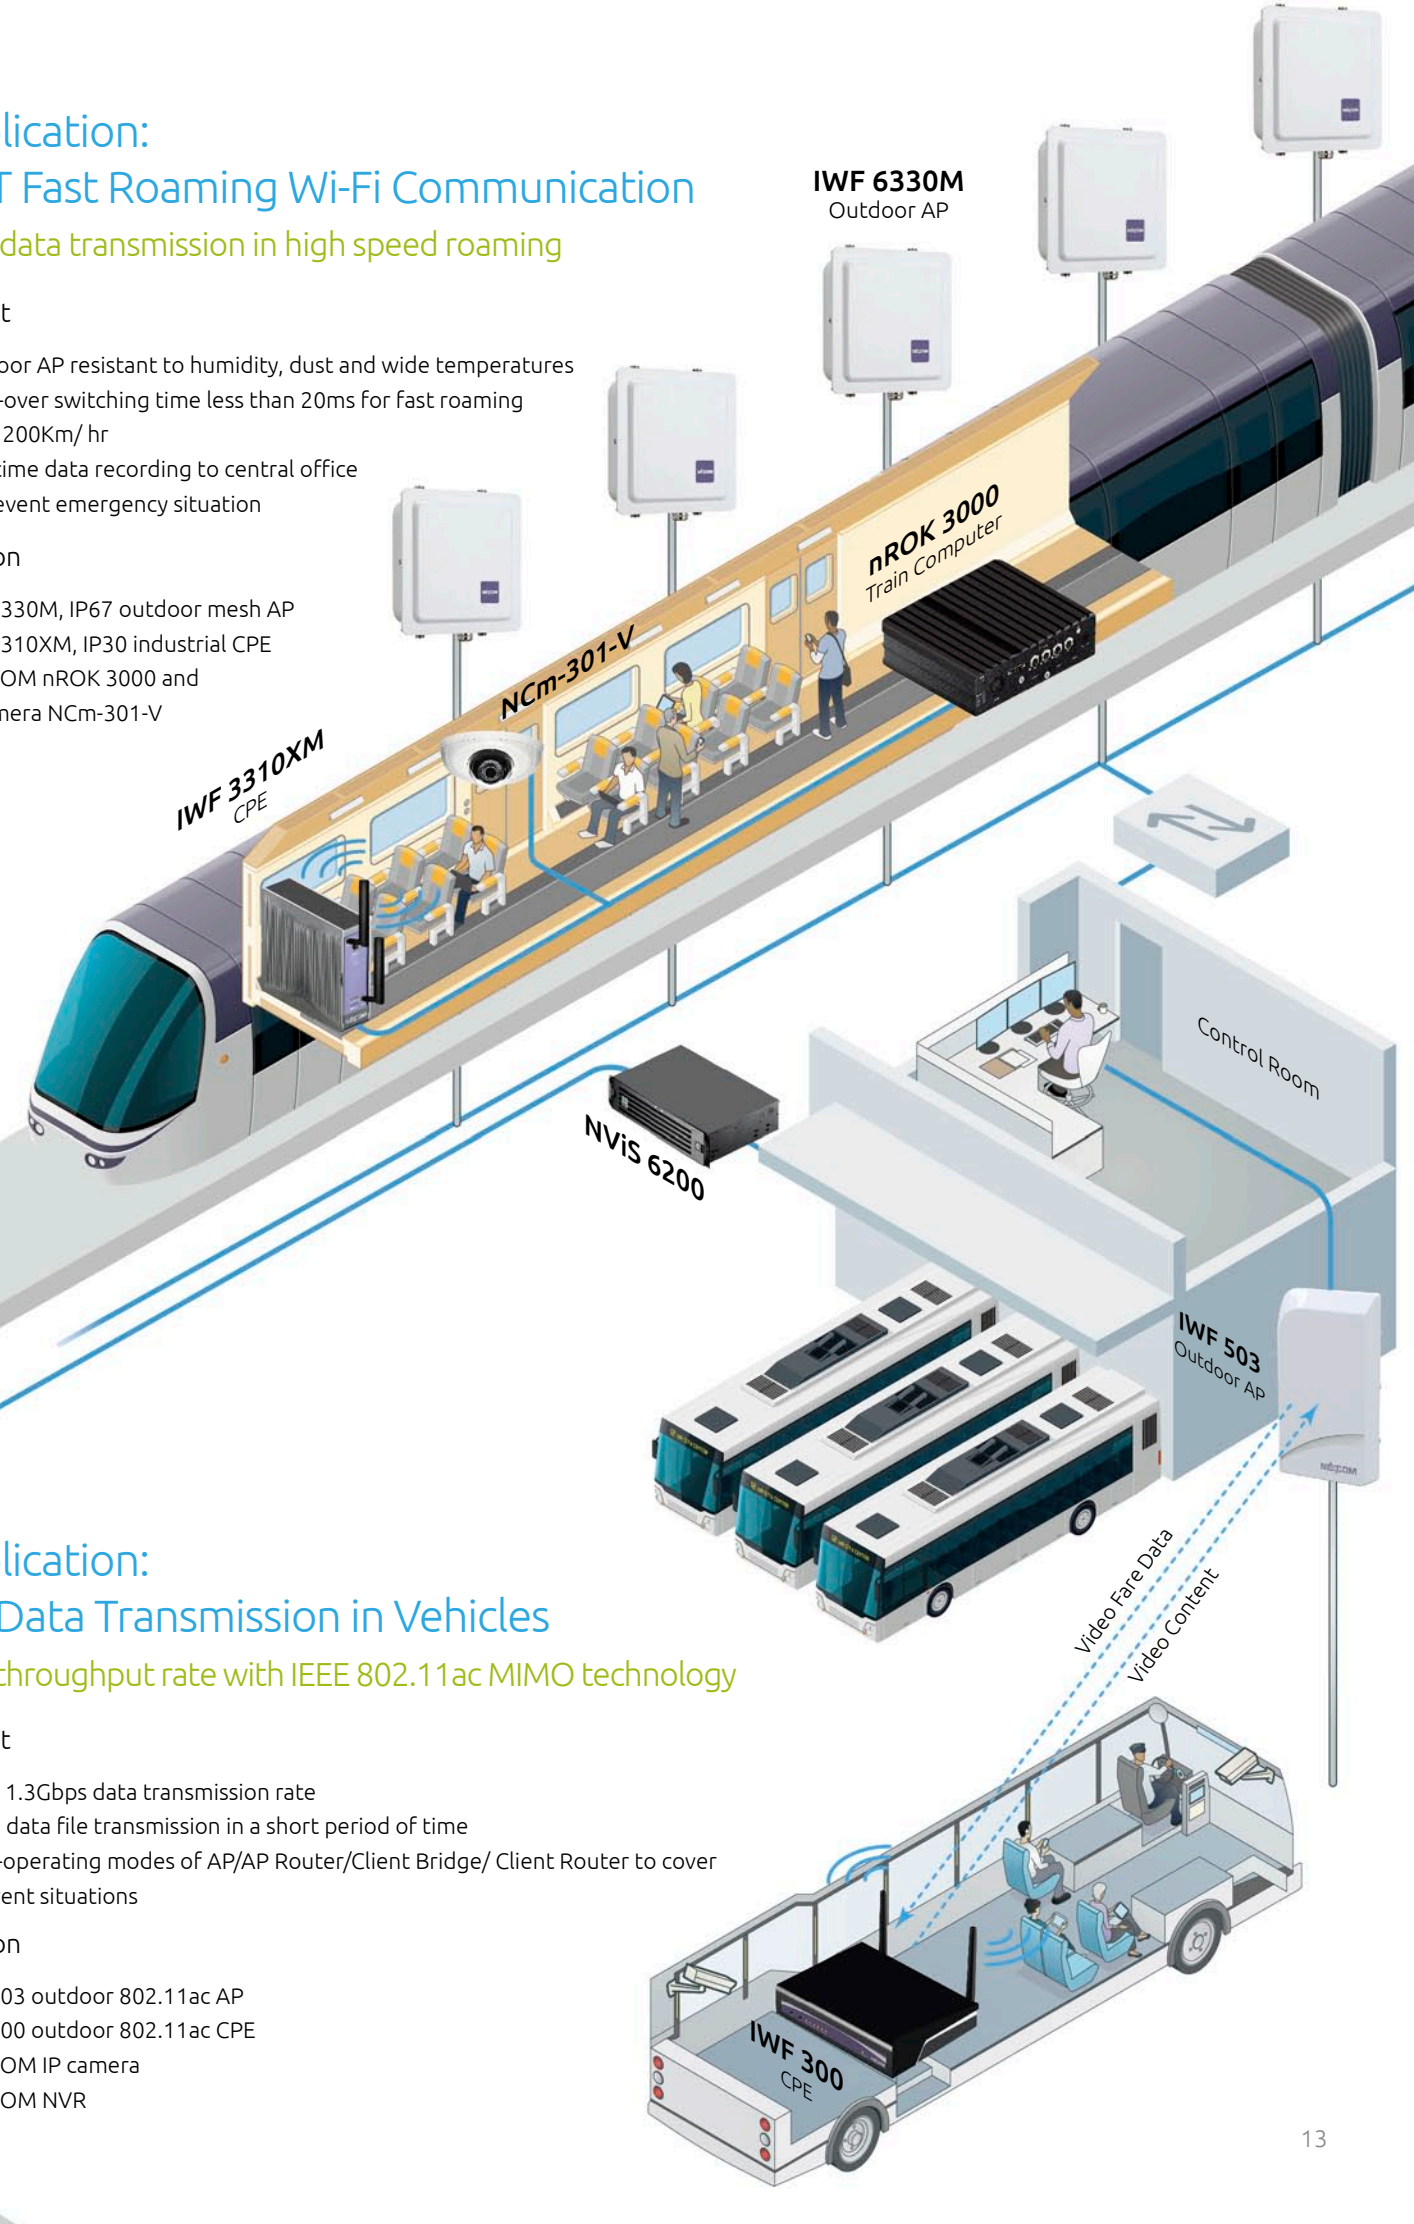 lication:
T Fast Roaming Wi-Fi Communication
data transmission in high speed roaming
t
oor AP resistant to humidity, dust and wide temperatures
-over switching time less than 20ms for fast roaming
200Km/ hr
time data recording to central office
event emergency situation
on
330M, IP67 outdoor mesh AP
310XM, IP30 industrial CPE
OM nROK 3000 and
mera NCm-301-V
IWF 6330M
Outdoor AP
nROK 3000
Train Computer
NCm-301-V
IWF 3310XM
CPE
Control Room
NViS 6200
IWF 503
Outdoor AP
NEXCOM
Video Fare Data
Video Content
lication:
Data Transmission in Vehicles
throughput rate with IEEE 802.11ac MIMO technology
t
1.3Gbps data transmission rate
data file transmission in a short period of time
-operating modes of AP/AP Router/Client Bridge/ Client Router to cover
rent situations
on
03 outdoor 802.11ac AP
00 outdoor 802.11ac CPE
OM IP camera
OM NVR
IWF 300
CPE
13